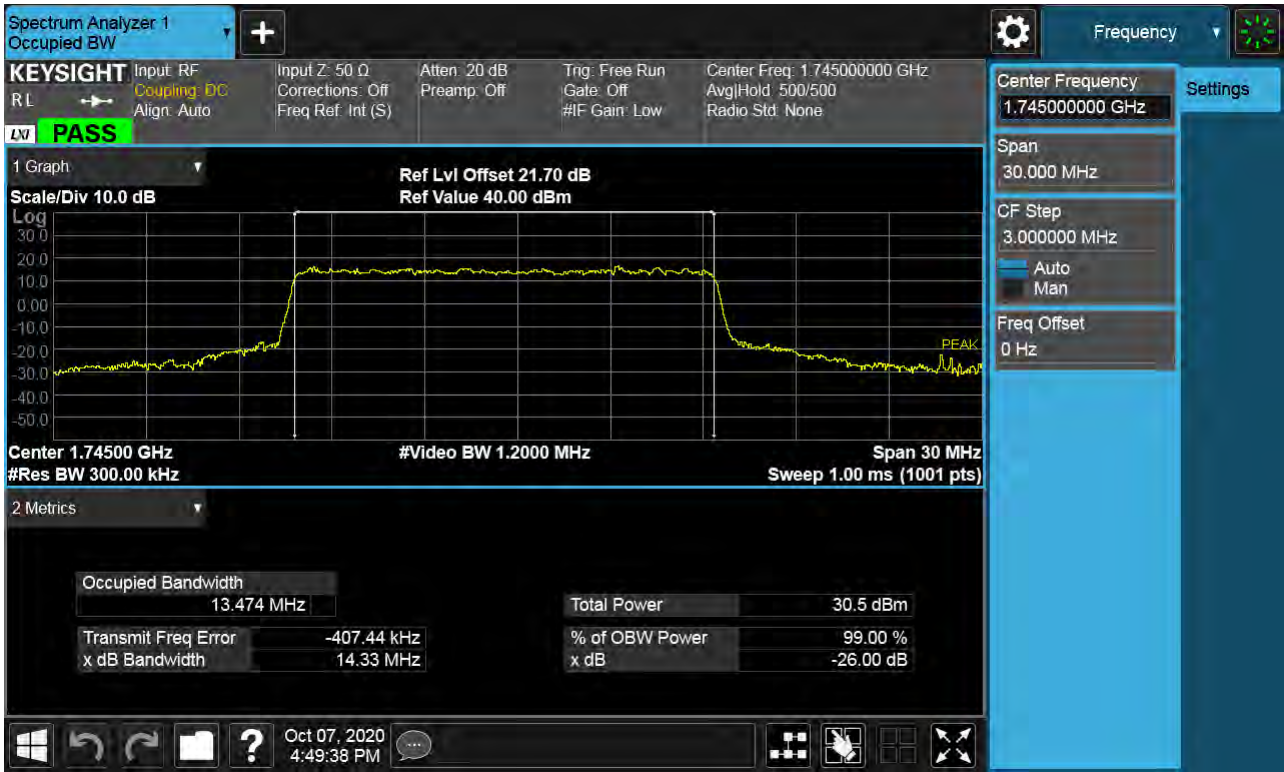 Spectrum Analyzer 1
Occupied BW
Frequency
KEYSIGHT
RL
LXI
PASS
Input: RF
Coupling: DC
Align: Auto
Input Z: 50 Ω
Corrections: Off
Freq Ref: Int (S)
Atten: 20 dB
Preamp: Off
Trig: Free Run
Gate: Off
#IF Gain: Low
Center Freq: 1.745000000 GHz
Avg|Hold: 500/500
Radio Std: None
Center Frequency
1.745000000 GHz
Settings
Span
30.000 MHz
CF Step
3.000000 MHz
Auto
Man
Freq Offset
0 Hz
1 Graph
Ref Lvl Offset 21.70 dB
Scale/Div 10.0 dB
Ref Value 40.00 dBm
Log
30.0
20.0
10.0
0.00
-10.0
-20.0
-30.0
-40.0
-50.0
PEAK
Center 1.74500 GHz
#Video BW 1.2000 MHz
Span 30 MHz
#Res BW 300.00 kHz
Sweep 1.00 ms (1001 pts)
2 Metrics
Occupied Bandwidth
13.474 MHz
Total Power 30.5 dBm
Transmit Freq Error -407.44 kHz
% of OBW Power 99.00 %
x dB Bandwidth 14.33 MHz
x dB -26.00 dB
?
Oct 07, 2020
4:49:38 PM